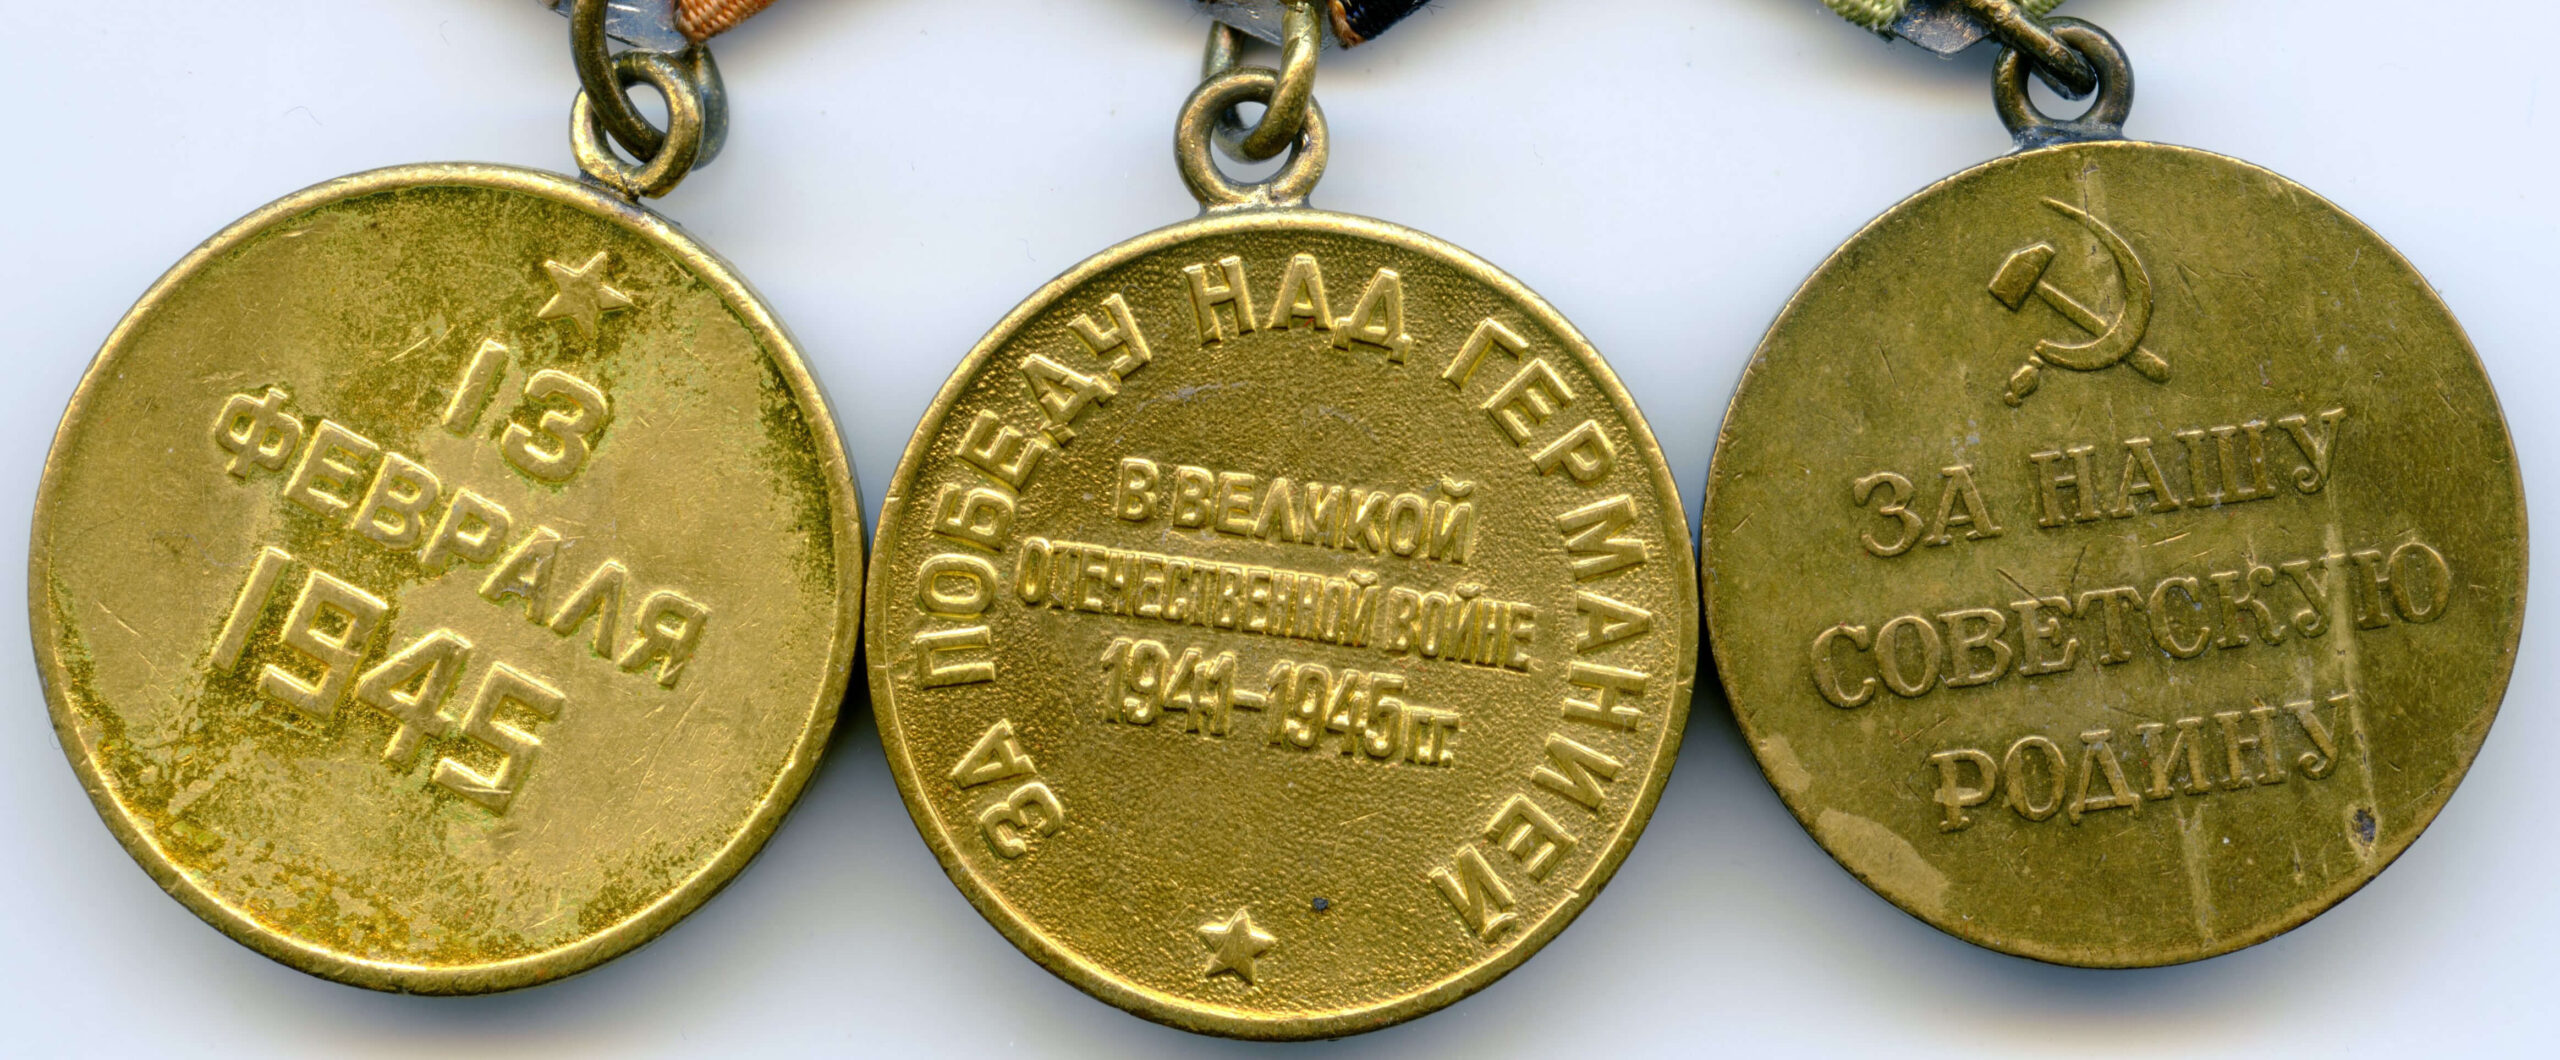 13
ФЕВРАЛЯ
1945
ЗА ПОБЕДУ НАД ГЕРМАНИЕЙ
В ВЕЛИКОЙ
ОТЕЧЕСТВЕННОЙ ВОЙНЕ
1941-1945 гг.
ЗА НАШУ
СОВЕТСКУЮ
РОДИНУ